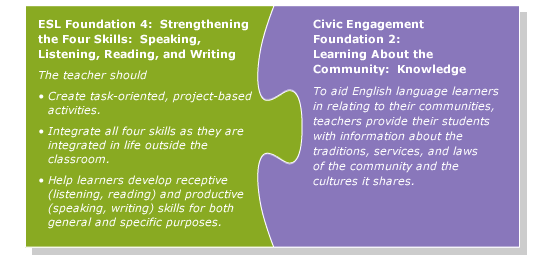 ESL Foundation 4:  Strengthening
the Four Skills:  Speaking,
Listening, Reading, and Writing
The teacher should
• Create task-oriented, project-based
activities.
• Integrate all four skills as they are
integrated in life outside the
classroom.
• Help learners develop receptive
(listening, reading) and productive
(speaking, writing) skills for both
general and specific purposes.
Civic Engagement
Foundation 2:
Learning About the
Community:  Knowledge
To aid English language learners
in relating to their communities,
teachers provide their students
with information about the
traditions, services, and laws
of the community and the
cultures it shares.